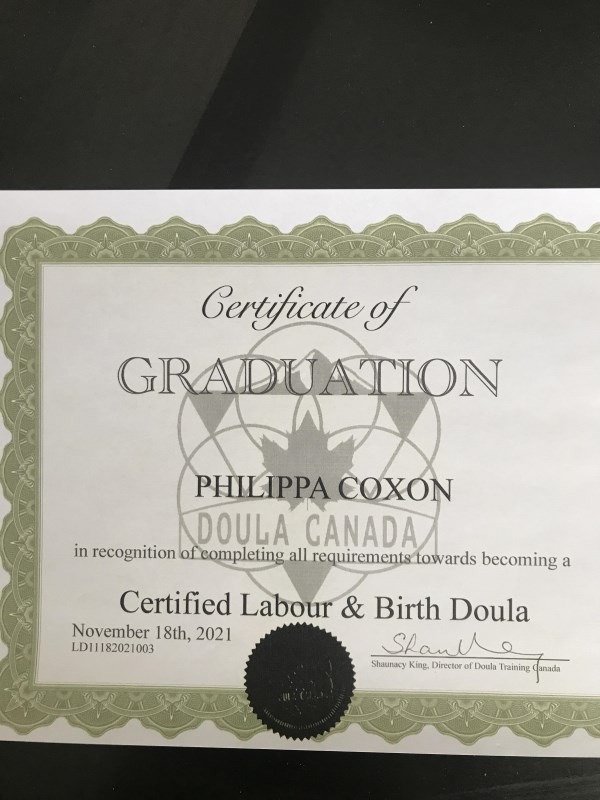 Certificate of
GRADUATION
PHILIPPA COXON
DOULA CANADA
in recognition of completing all requirements towards becoming a
Certified Labour & Birth Doula
November 18th, 2021
LD11182021003
Shaunacy King, Director of Doula Training Canada